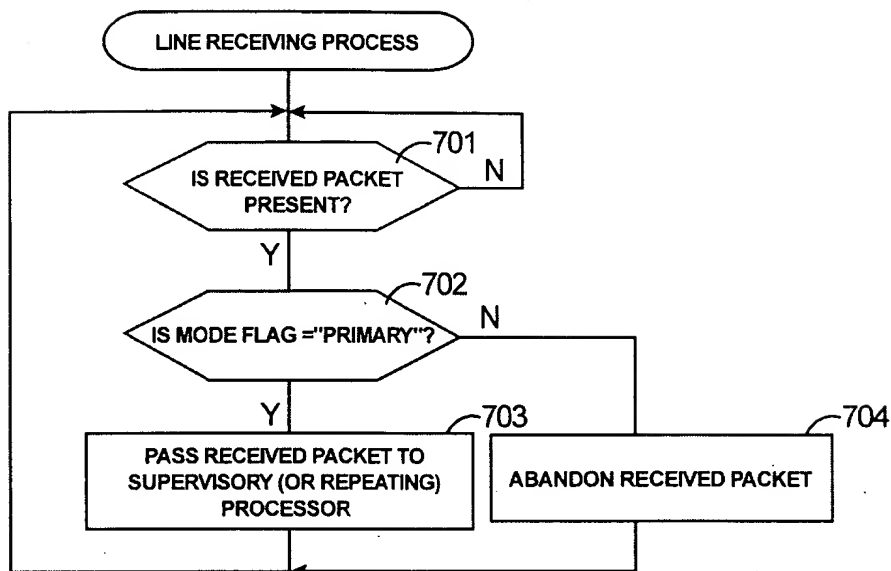 LINE RECEIVING PROCESS
701
IS RECEIVED PACKET
PRESENT?
N
Y
702
IS MODE FLAG ="PRIMARY"?
N
Y
703
PASS RECEIVED PACKET TO
SUPERVISORY (OR REPEATING)
PROCESSOR
704
ABANDON RECEIVED PACKET